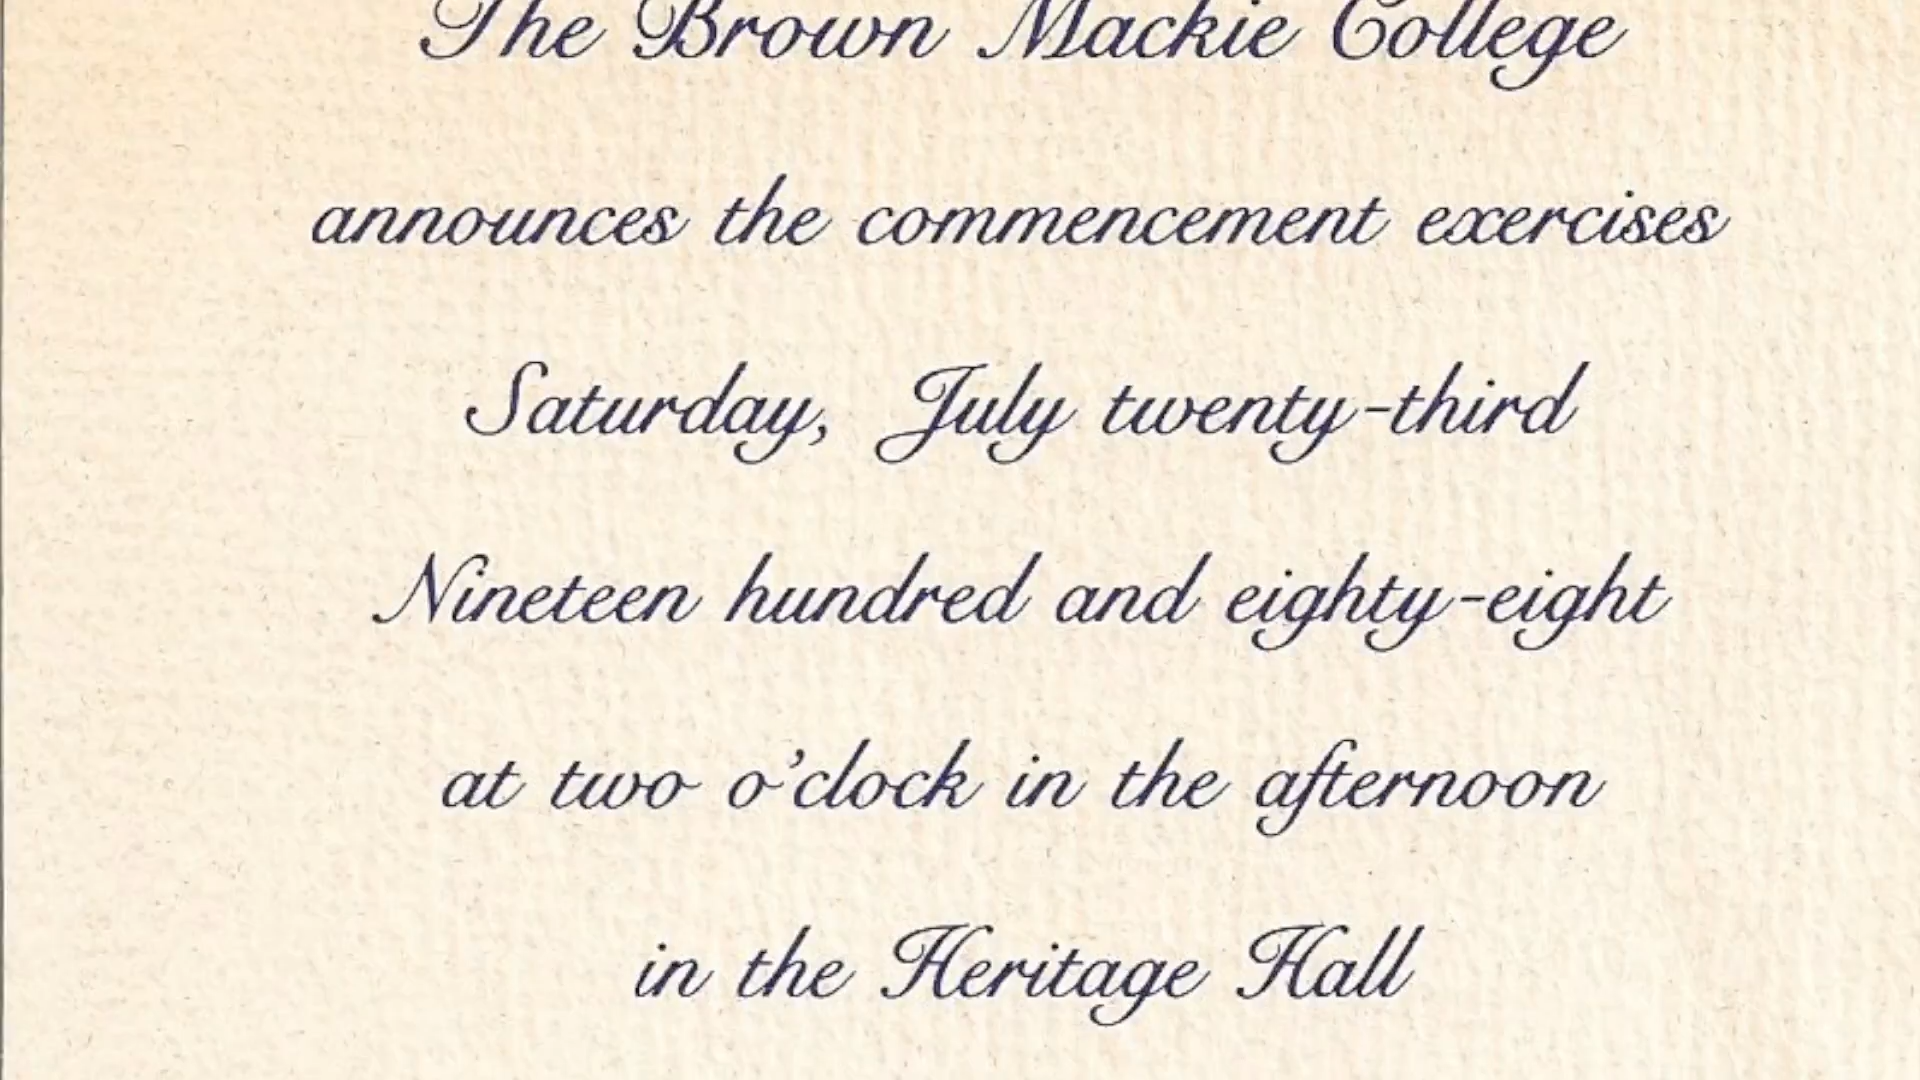 The Brown Mackie College
announces the commencement exercises
Saturday, July twenty-third
Nineteen hundred and eighty-eight
at two o'clock in the afternoon
in the Heritage Hall